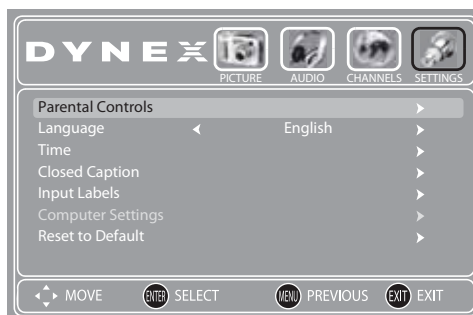 DYNEX
PICTURE AUDIO CHANNELS SETTINGS
Parental Controls
Language English
Time
Closed Caption
Input Labels
Computer Settings
Reset to Default
MOVE ENTER SELECT MENU PREVIOUS EXIT EXIT